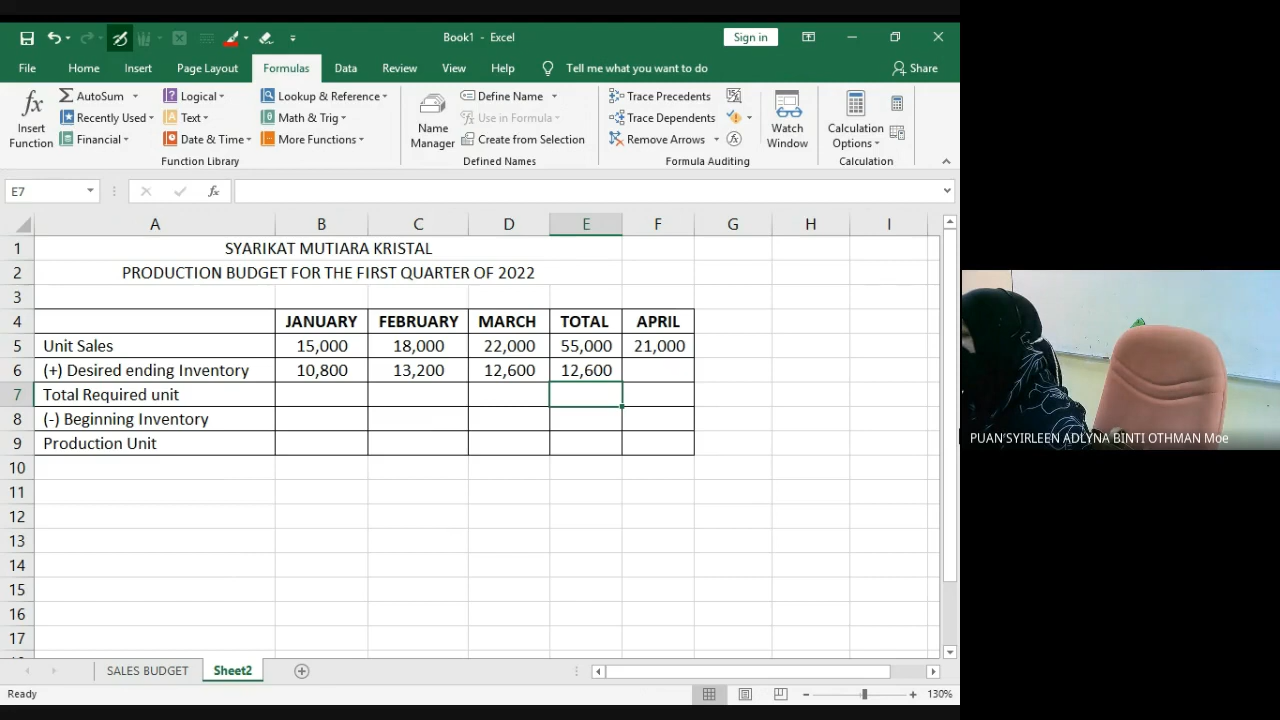 Book1 - Excel
Sign in
File Home Insert Page Layout Formulas Data Review View Help Tell me what you want to do Share
fx Insert Function
AutoSum
Recently Used
Financial
Logical
Text
Date & Time
Lookup & Reference
Math & Trig
More Functions
Function Library
Name Manager
Define Name
Use in Formula
Create from Selection
Defined Names
Trace Precedents
Trace Dependents
Remove Arrows
Formula Auditing
Watch Window
Calculation Options
Calculation
E7 fx
A B C D E F G H I
1 SYARIKAT MUTIARA KRISTAL
2 PRODUCTION BUDGET FOR THE FIRST QUARTER OF 2022
3
4 JANUARY FEBRUARY MARCH TOTAL APRIL
5 Unit Sales 15,000 18,000 22,000 55,000 21,000
6 (+) Desired ending Inventory 10,800 13,200 12,600 12,600
7 Total Required unit
8 (-) Beginning Inventory
9 Production Unit
10
11
12
13
14
15
16
17
SALES BUDGET Sheet2
Ready
130%
PUAN'SYIRLEEN ADLYNA BINTI OTHMAN Moe